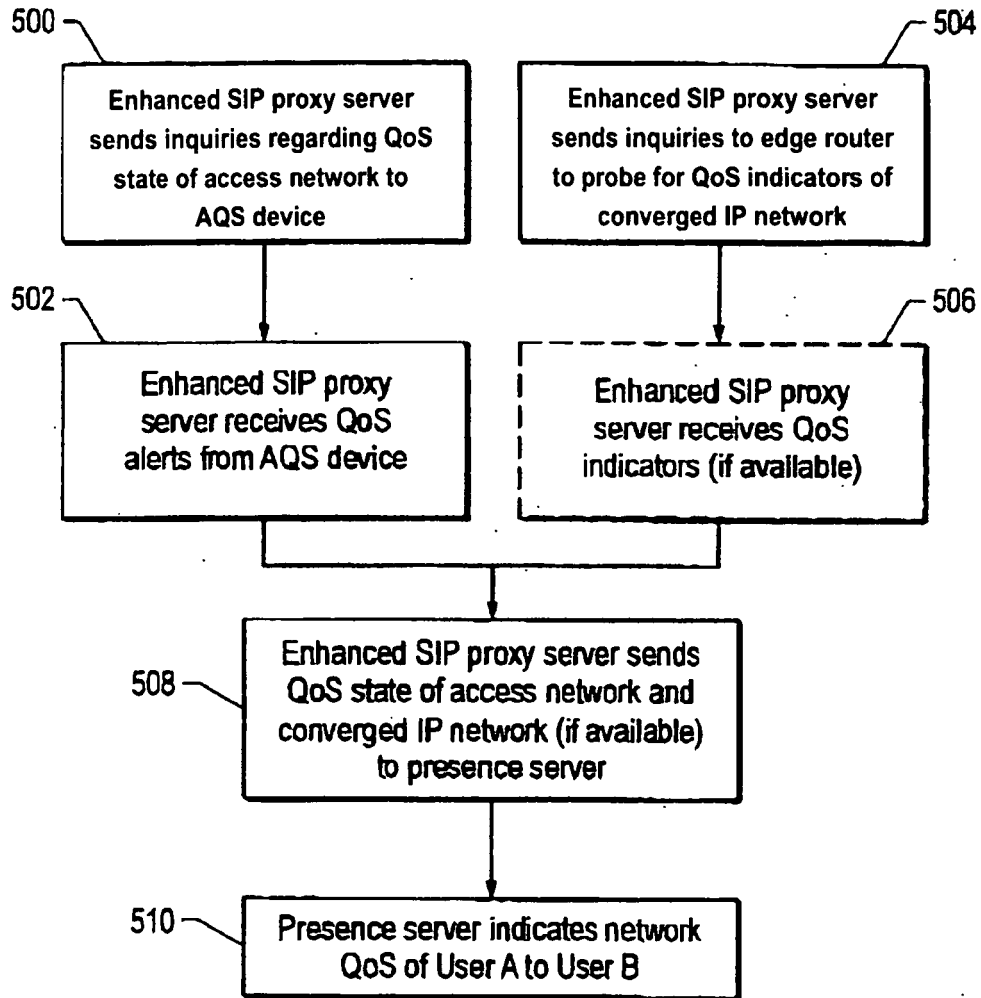 500
Enhanced SIP proxy server
sends inquiries regarding QoS
state of access network to
AQS device
504
Enhanced SIP proxy server
sends inquiries to edge router
to probe for QoS indicators of
converged IP network
502
Enhanced SIP proxy
server receives QoS
alerts from AQS device
506
Enhanced SIP proxy
server receives QoS
indicators (if available)
508
Enhanced SIP proxy server sends
QoS state of access network and
converged IP network (if available)
to presence server
510
Presence server indicates network
QoS of User A to User B